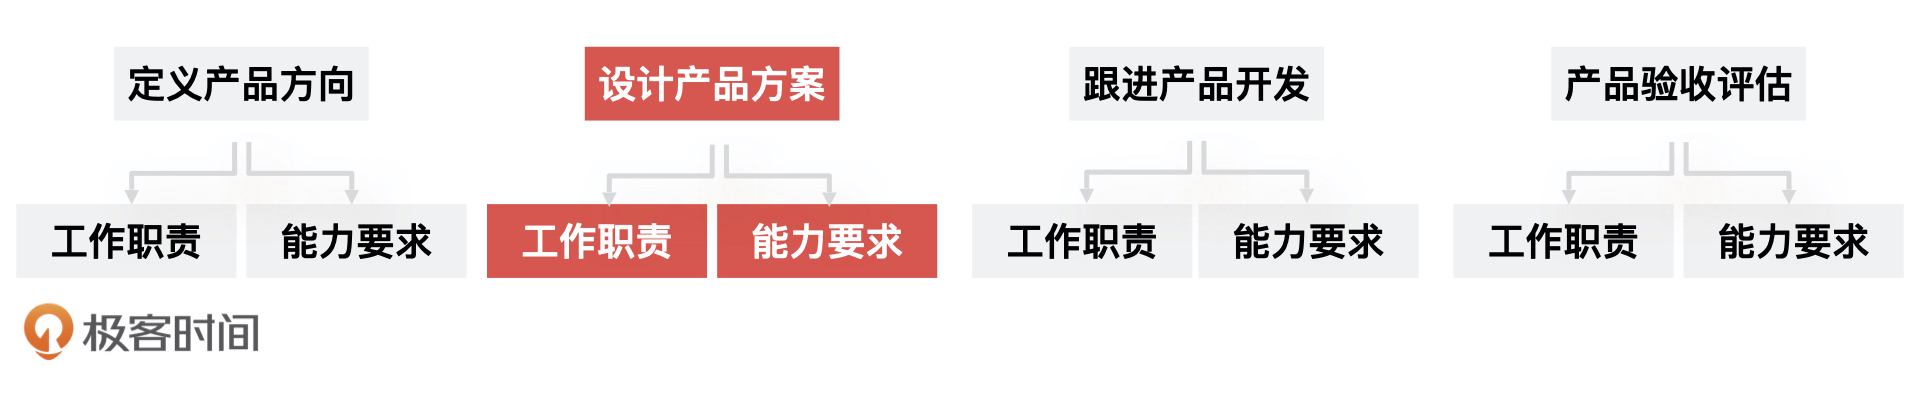 定义产品方向
设计产品方案
跟进产品开发
产品验收评估
工作职责
能力要求
工作职责
能力要求
工作职责
能力要求
工作职责
能力要求
极客时间